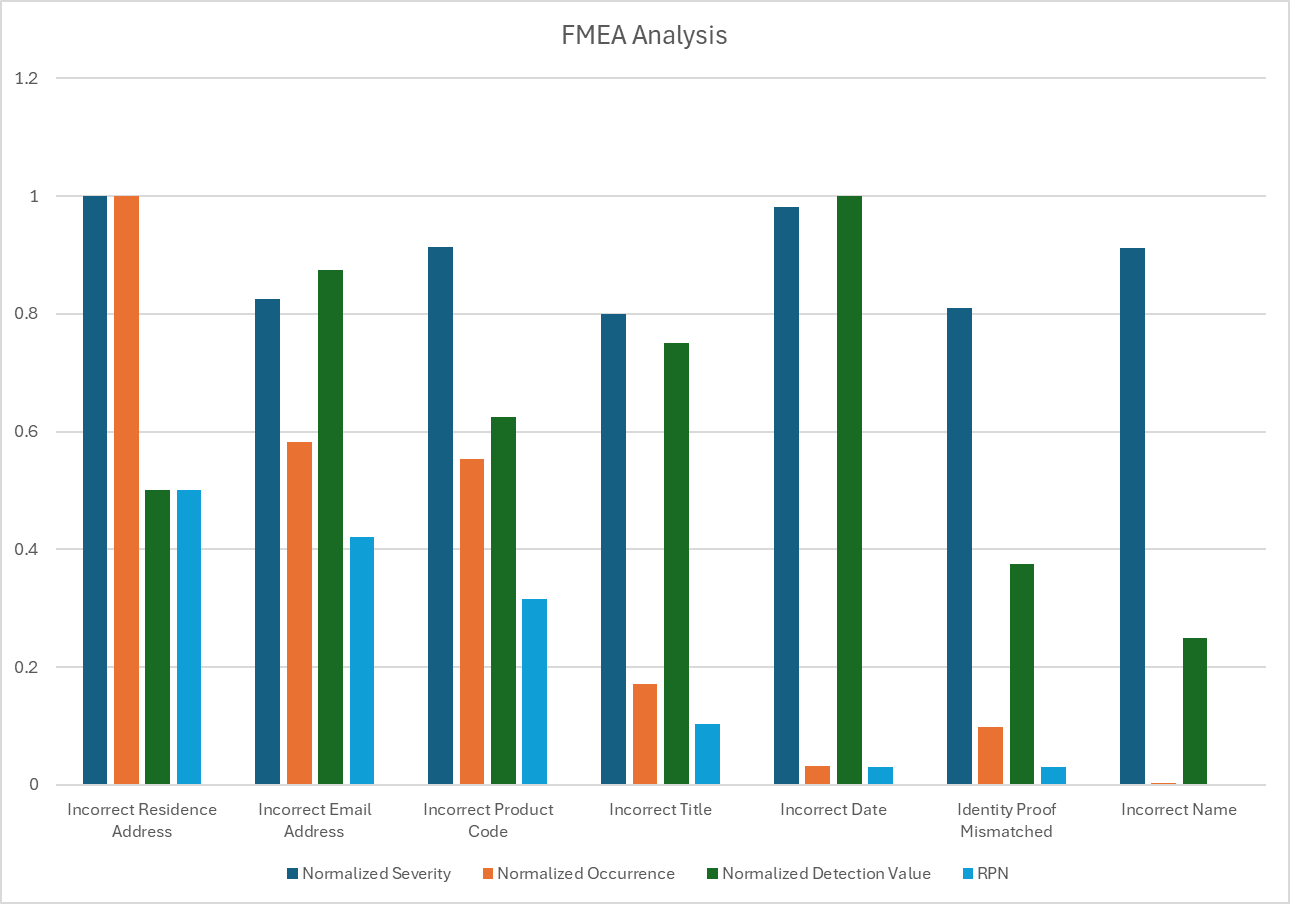 FMEA Analysis
1.2
1
0.8
0.6
0.4
0.2
0
Incorrect Residence
Address
Incorrect Email
Address
Incorrect Product
Code
Incorrect Title
Incorrect Date
Identity Proof
Mismatched
Incorrect Name
Normalized Severity
Normalized Occurrence
Normalized Detection Value
RPN